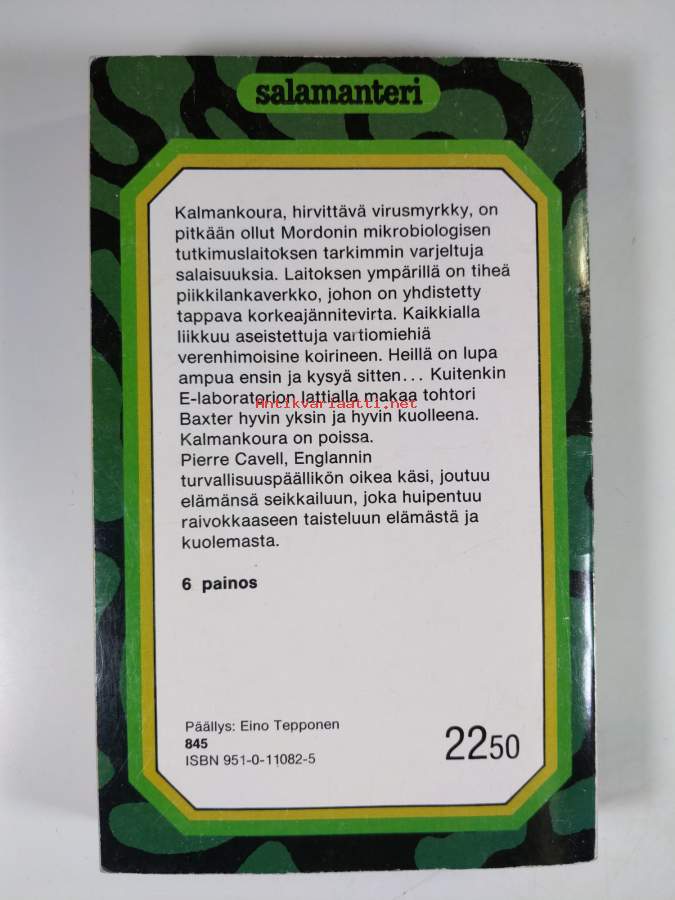 salamanteri
Kalmankoura, hirvittävä virusmyrkky, on
pitkään ollut Mordonin mikrobiologisen
tutkimuslaitoksen tarkimmin varjeltuja
salaisuuksia. Laitoksen ympärillä on tiheä
piikkilankaverkko, johon on yhdistetty
tappava korkeajännitevirta. Kaikkialla
liikkuu aseistettuja vartiomiehiä
verenhimoisine koirineen. Heillä on lupa
ampua ensin ja kysyä sitten... Kuitenkin
E-laboratorion lattialla makaa tohtori
Antikvariaatti.net
Baxter hyvin yksin ja hyvin kuolleena.
Kalmankoura on poissa.
Pierre Cavell, Englannin
turvallisuuspäällikön oikea käsi, joutuu
elämänsä seikkailuun, joka huipentuu
raivokkaaseen taisteluun elämästä ja
kuolemasta.
6 painos
Päällys: Eino Tepponen
845
ISBN 951-0-11082-5
2250